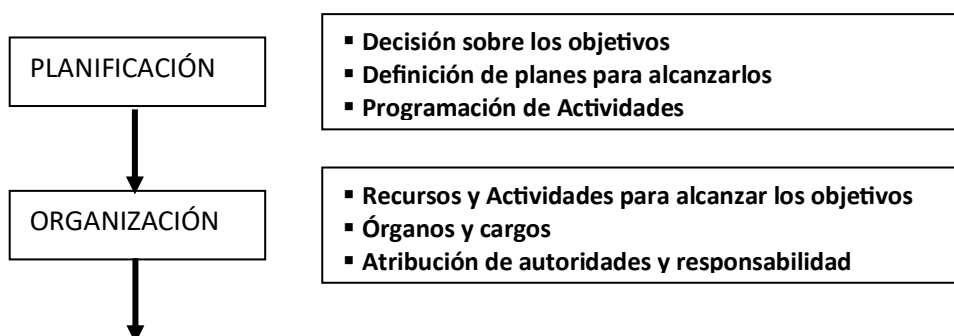 PLANIFICACIÓN
▪ Decisión sobre los objetivos
▪ Definición de planes para alcanzarlos
▪ Programación de Actividades
ORGANIZACIÓN
▪ Recursos y Actividades para alcanzar los objetivos
▪ Órganos y cargos
▪ Atribución de autoridades y responsabilidad